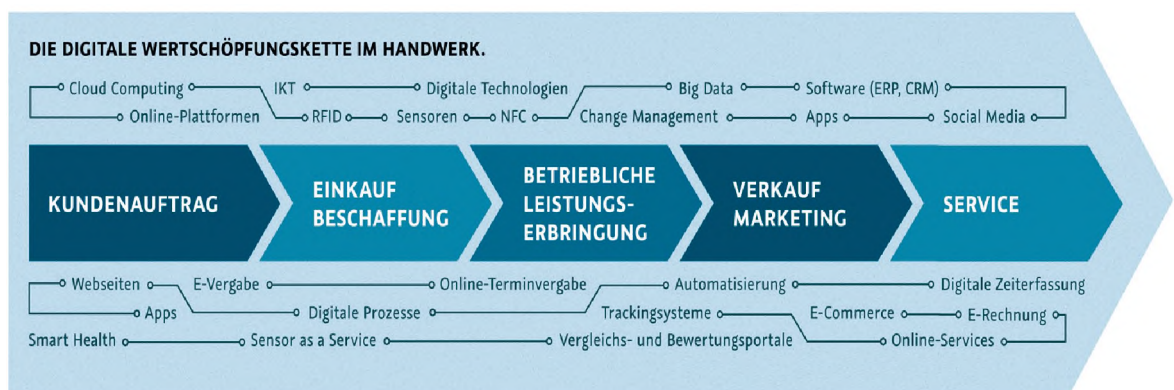 DIE DIGITALE WERTSCHÖPFUNGSKETTE IM HANDWERK.
Cloud Computing IKT Digitale Technologien Big Data Software (ERP, CRM)
Online-Plattformen RFID Sensoren NFC Change Management Apps Social Media
KUNDENAUFTRAG
EINKAUF
BESCHAFFUNG
BETRIEBLICHE
LEISTUNGS-
ERBRINGUNG
VERKAUF
MARKETING
SERVICE
Webseiten E-Vergabe Online-Terminvergabe Automatisierung Digitale Zeiterfassung
Apps Digitale Prozesse Trackingsysteme E-Commerce E-Rechnung
Smart Health Sensor as a Service Vergleichs- und Bewertungsportale Online-Services